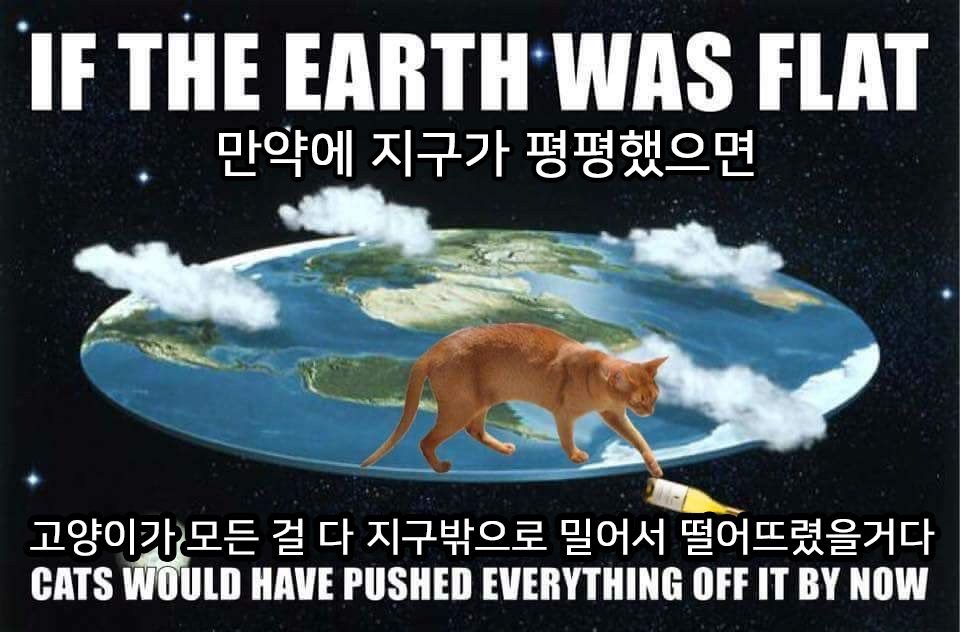 IF THE EARTH WAS FLAT
만약에 지구가 평평했으면
고양이가 모든 걸 다 지구밖으로 밀어서 떨어뜨렸을거다
CATS WOULD HAVE PUSHED EVERYTHING OFF IT BY NOW